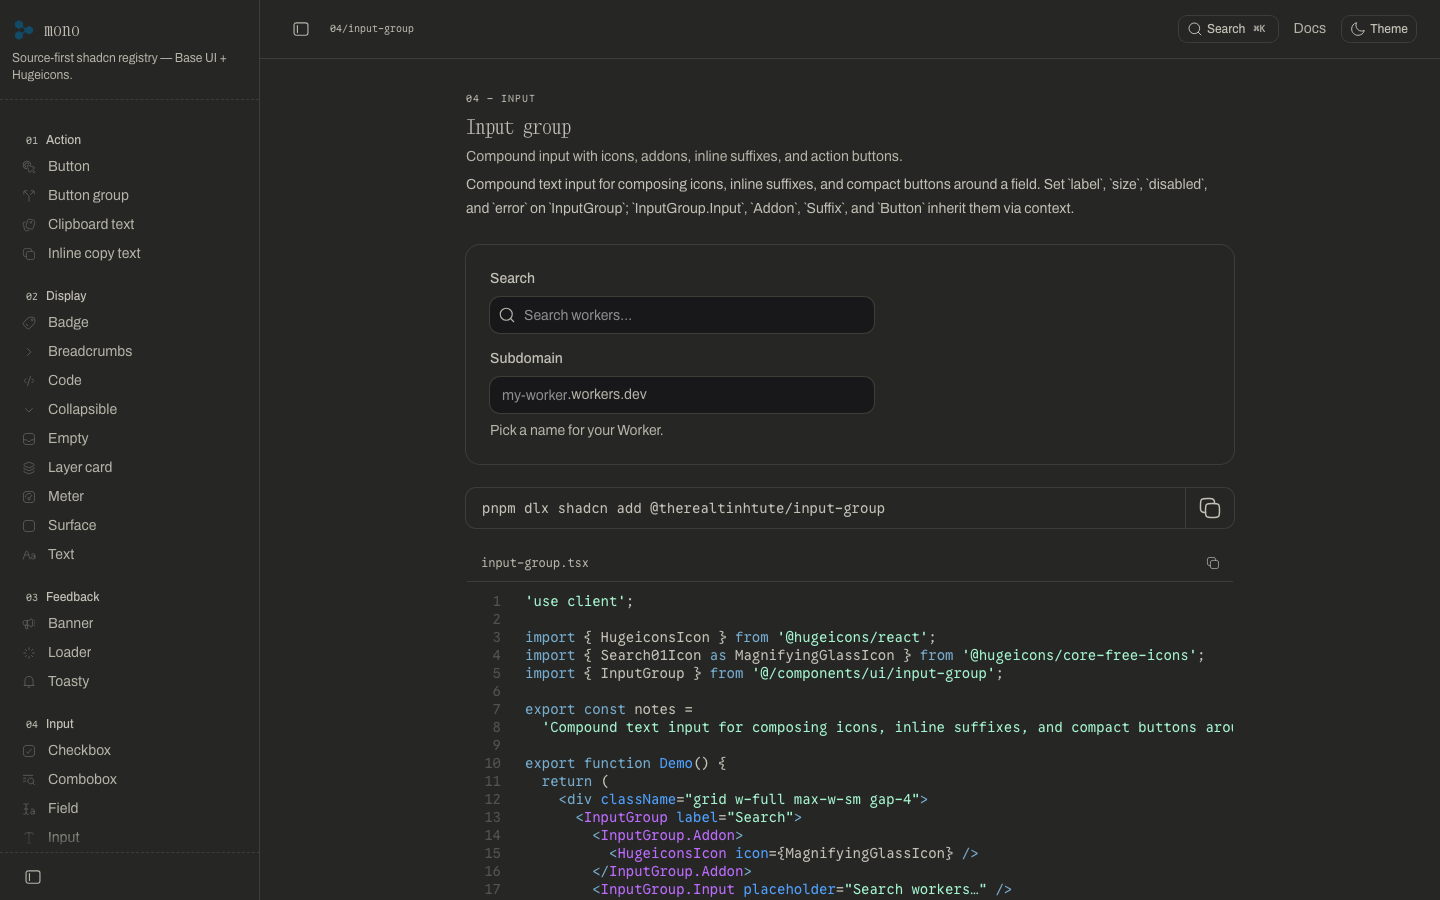 mono
Source-first shadcn registry — Base UI +
Hugeicons.
01 Action
Button
Button group
Clipboard text
Inline copy text
02 Display
Badge
Breadcrumbs
Code
Collapsible
Empty
Layer card
Meter
Surface
Text
03 Feedback
Banner
Loader
Toasty
04 Input
Checkbox
Combobox
Field
Input
04/input-group
Search ⌘K
Docs
Theme
04 — INPUT
Input group
Compound input with icons, addons, inline suffixes, and action buttons.
Compound text input for composing icons, inline suffixes, and compact buttons around a field. Set `label`, `size`, `disabled`,
and `error` on `InputGroup`; `InputGroup.Input`, `Addon`, `Suffix`, and `Button` inherit them via context.
Search
Search workers...
Subdomain
my-worker.workers.dev
Pick a name for your Worker.
pnpm dlx shadcn add @therealtinhtute/input-group
input-group.tsx
1 'use client';
2
3 import { HugeiconsIcon } from '@hugeicons/react';
4 import { Search01Icon as MagnifyingGlassIcon } from '@hugeicons/core-free-icons';
5 import { InputGroup } from '@/components/ui/input-group';
6
7 export const notes =
8 'Compound text input for composing icons, inline suffixes, and compact buttons arou
9
10 export function Demo() {
11 return (
12 <div className="grid w-full max-w-sm gap-4">
13 <InputGroup label="Search">
14 <InputGroup.Addon>
15 <HugeiconsIcon icon={MagnifyingGlassIcon} />
16 </InputGroup.Addon>
17 <InputGroup.Input placeholder="Search workers…" />